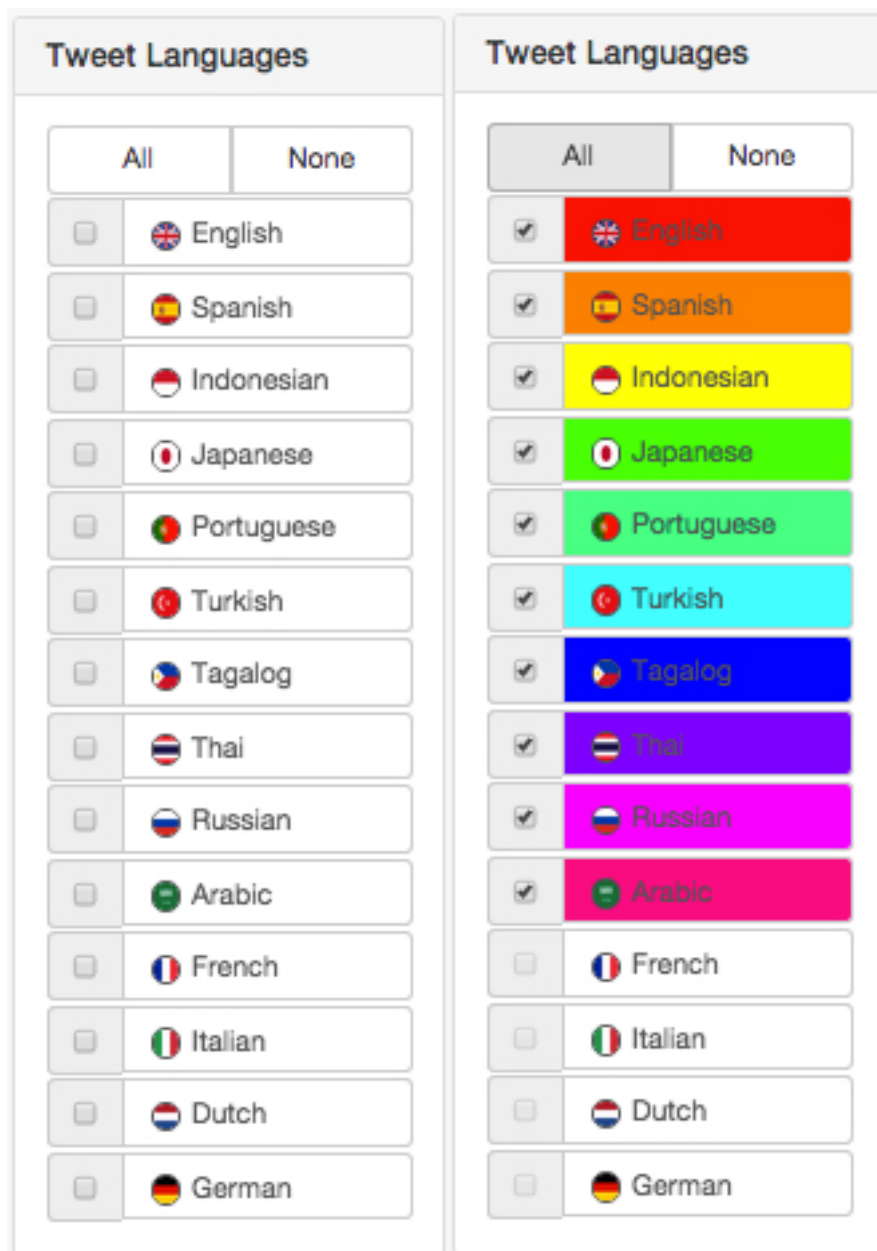 Tweet Languages
All None
English
Spanish
Indonesian
Japanese
Portuguese
Turkish
Tagalog
Thai
Russian
Arabic
French
Italian
Dutch
German
Tweet Languages
All None
English
Spanish
Indonesian
Japanese
Portuguese
Turkish
Tagalog
Thai
Russian
Arabic
French
Italian
Dutch
German